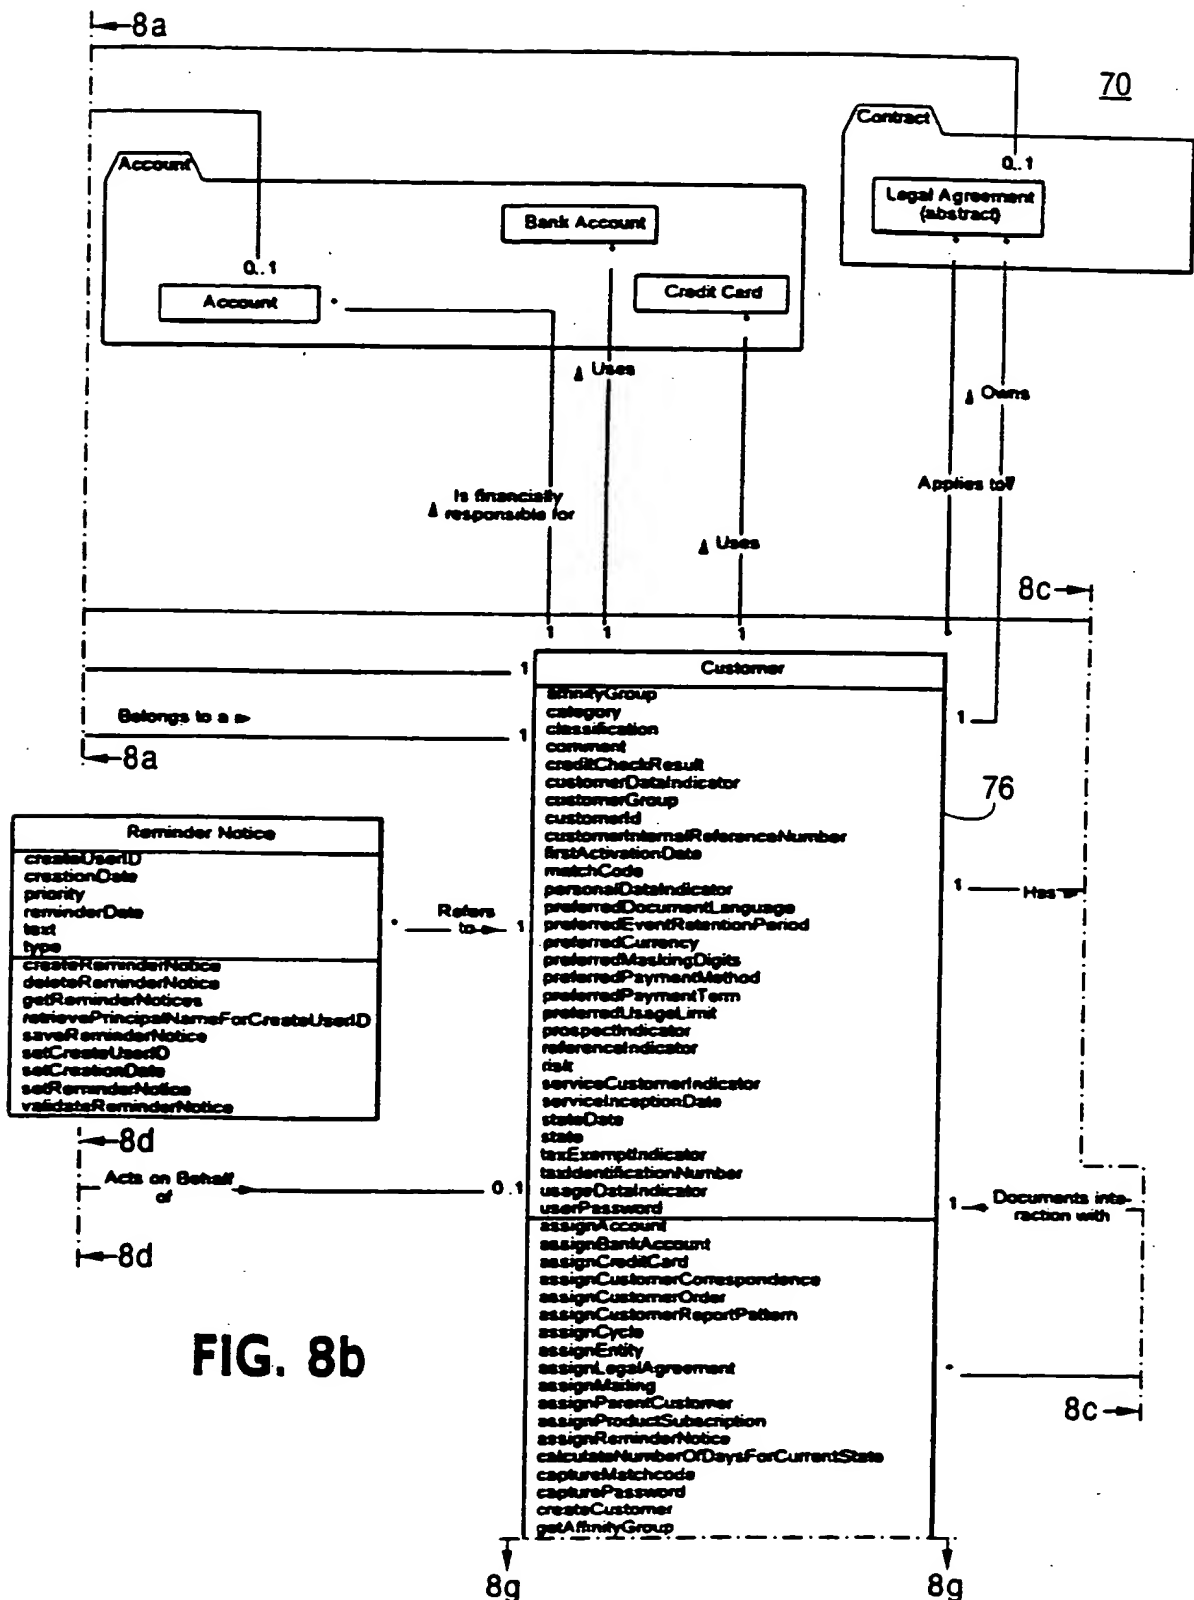 8a
70
Contract
0..1
Legal Agreement
(abstract)
*
*
Account
Bank Account
*
0..1
Account
*
Credit Card
*
Uses
Owns
Is financially
responsible for
Applies to
Uses
8c
1
1
1
*
Customer
1
affinityGroup
category
classification
comment
creditCheckResult
customerDataIndicator
customerGroup
customerId
customerInternalReferenceNumber
firstActivationDate
matchCode
personalDataIndicator
preferredDocumentLanguage
preferredEventRetentionPeriod
preferredCurrency
preferredMaskingDigits
preferredPaymentMethod
preferredPaymentTerm
preferredUsageLimit
prospectIndicator
referenceIndicator
risk
serviceCustomerIndicator
serviceInceptionDate
stateDate
state
taxExemptIndicator
taxIdentificationNumber
usageDataIndicator
userPassword
assignAccount
assignBankAccount
assignCreditCard
assignCustomerCorrespondence
assignCustomerOrder
assignCustomerReportPattern
assignCycle
assignEntity
assignLegalAgreement
assignMailing
assignParentCustomer
assignProductSubscription
assignReminderNotice
calculateNumberOfDaysForCurrentState
captureMatchcode
capturePassword
createCustomer
getAffinityGroup
Belongs to a
1
1
8a
76
Reminder Notice
createUserID
creationDate
priority
reminderDate
text
type
createReminderNotice
deleteReminderNotice
getReminderNotices
retrievePrincipalNameForCreateUserID
saveReminderNotice
setCreateUserID
setCreationDate
setReminderNotice
validateReminderNotice
*
Refers
to
1
1
Has
8d
Acts on Behalf
of
0..1
8d
1
Documents inte-
raction with
*
8c
FIG. 8b
8g
8g